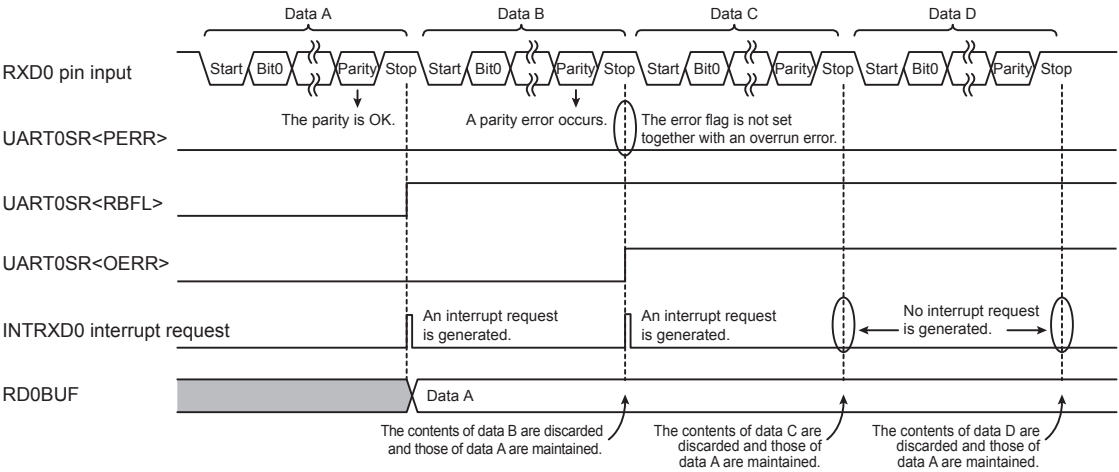 Data A Data B Data C Data D
RXD0 pin input Start Bit0 Parity Stop Start Bit0 Parity Stop Start Bit0 Parity Stop Start Bit0 Parity Stop
The parity is OK. A parity error occurs. The error flag is not set
together with an overrun error.
UART0SR<PERR>
UART0SR<RBFL>
UART0SR<OERR>
INTRXD0 interrupt request
An interrupt request
is generated.
An interrupt request
is generated.
No interrupt request
is generated.
RD0BUF Data A
The contents of data B are discarded
and those of data A are maintained.
The contents of data C are
discarded and those of
data A are maintained.
The contents of data D are
discarded and those of
data A are maintained.